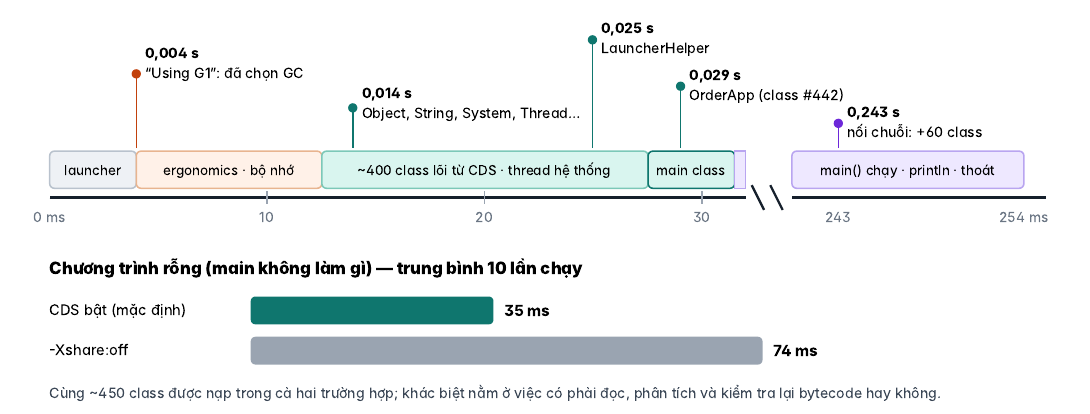 0,025 s
LauncherHelper
0,004 s
“Using G1”: đã chọn GC
0,029 s
OrderApp (class #442)
0,014 s
Object, String, System, Thread…
0,243 s
nối chuỗi: +60 class
launcher
ergonomics · bộ nhớ
~400 class lõi từ CDS · thread hệ thống
main class
main() chạy · println · thoát
0 ms
10
20
30
243
254 ms
Chương trình rỗng (main không làm gì) — trung bình 10 lần chạy
CDS bật (mặc định)
35 ms
-Xshare:off
74 ms
Cùng ~450 class được nạp trong cả hai trường hợp; khác biệt nằm ở việc có phải đọc, phân tích và kiểm tra lại bytecode hay không.